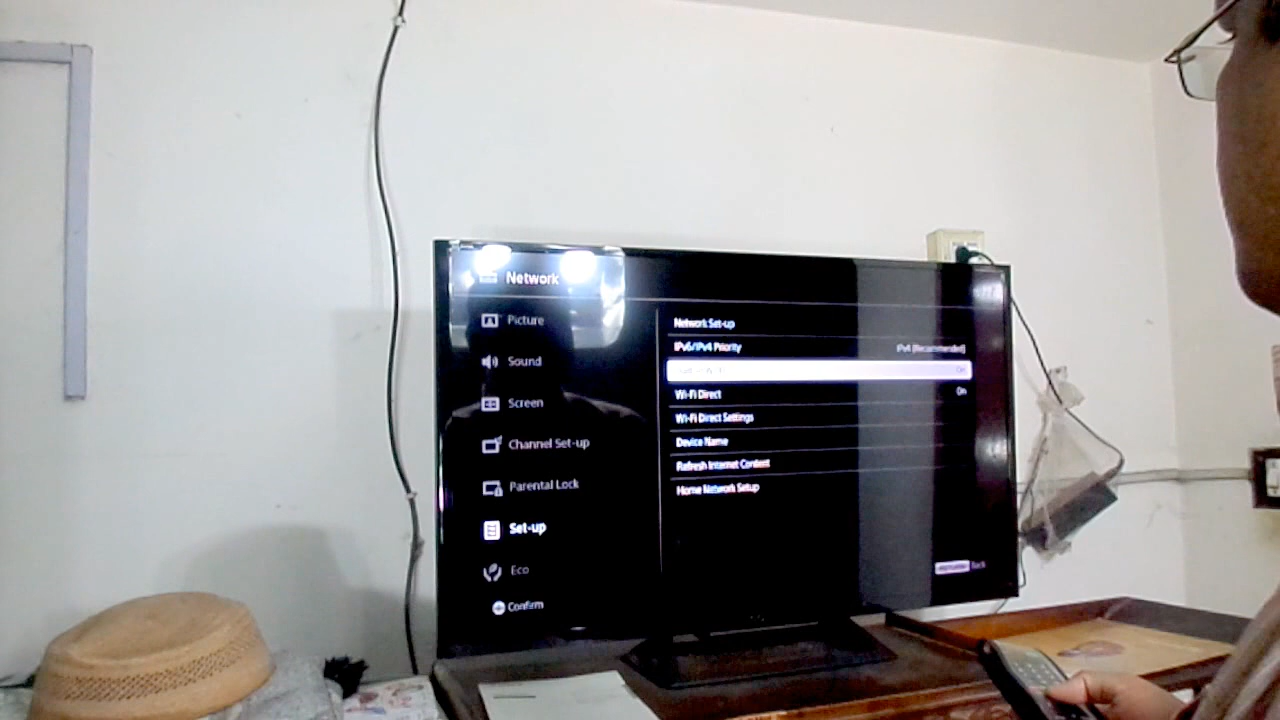 Network
Picture
Sound
Screen
Channel Set-up
Parental Lock
Set-up
Eco
Confirm
Network Set-up
IPv6/IPv4 Priority IPv4 (Recommended)
On
Wi-Fi Direct On
Wi-Fi Direct Settings
Device Name
Refresh Internet Content
Home Network Setup
RETURN Back